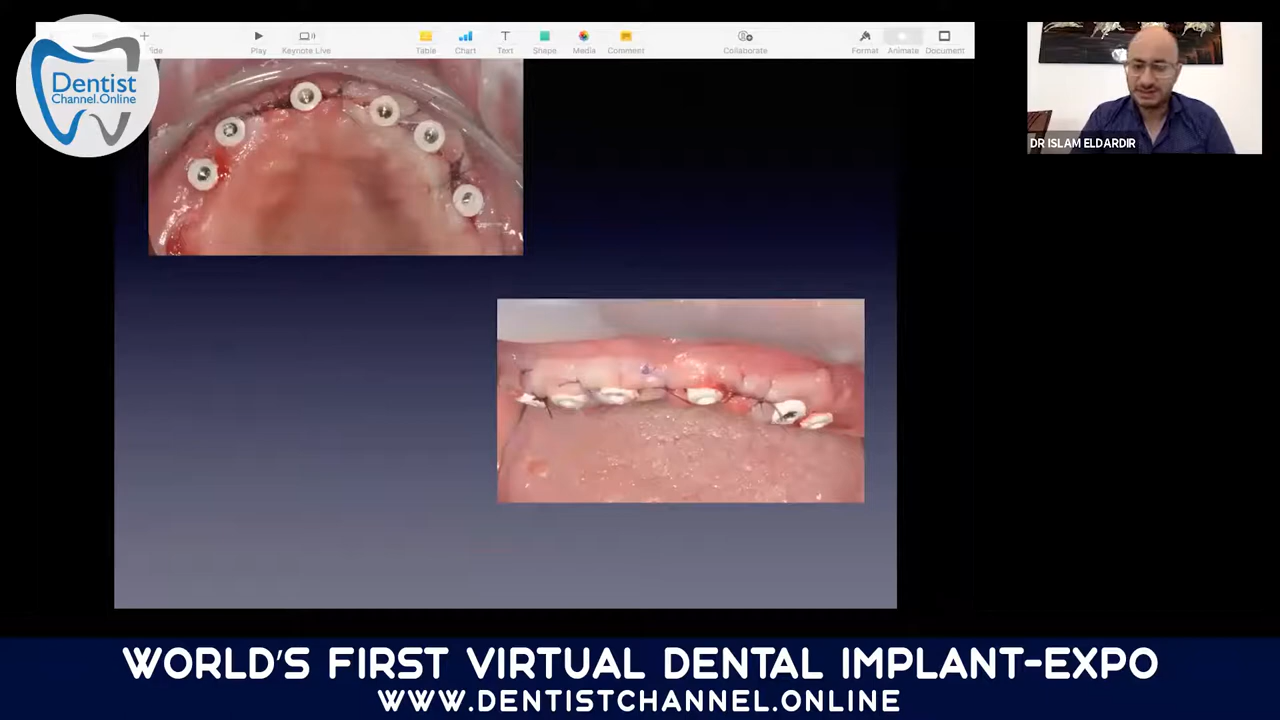 Dentist
Channel.Online
ide
Play
Keynote Live
Table
Chart
Text
Shape
Media
Comment
Collaborate
Format
Animate
Document
DR ISLAM ELDARDIR
WORLD'S FIRST VIRTUAL DENTAL IMPLANT-EXPO
WWW.DENTISTCHANNEL.ONLINE